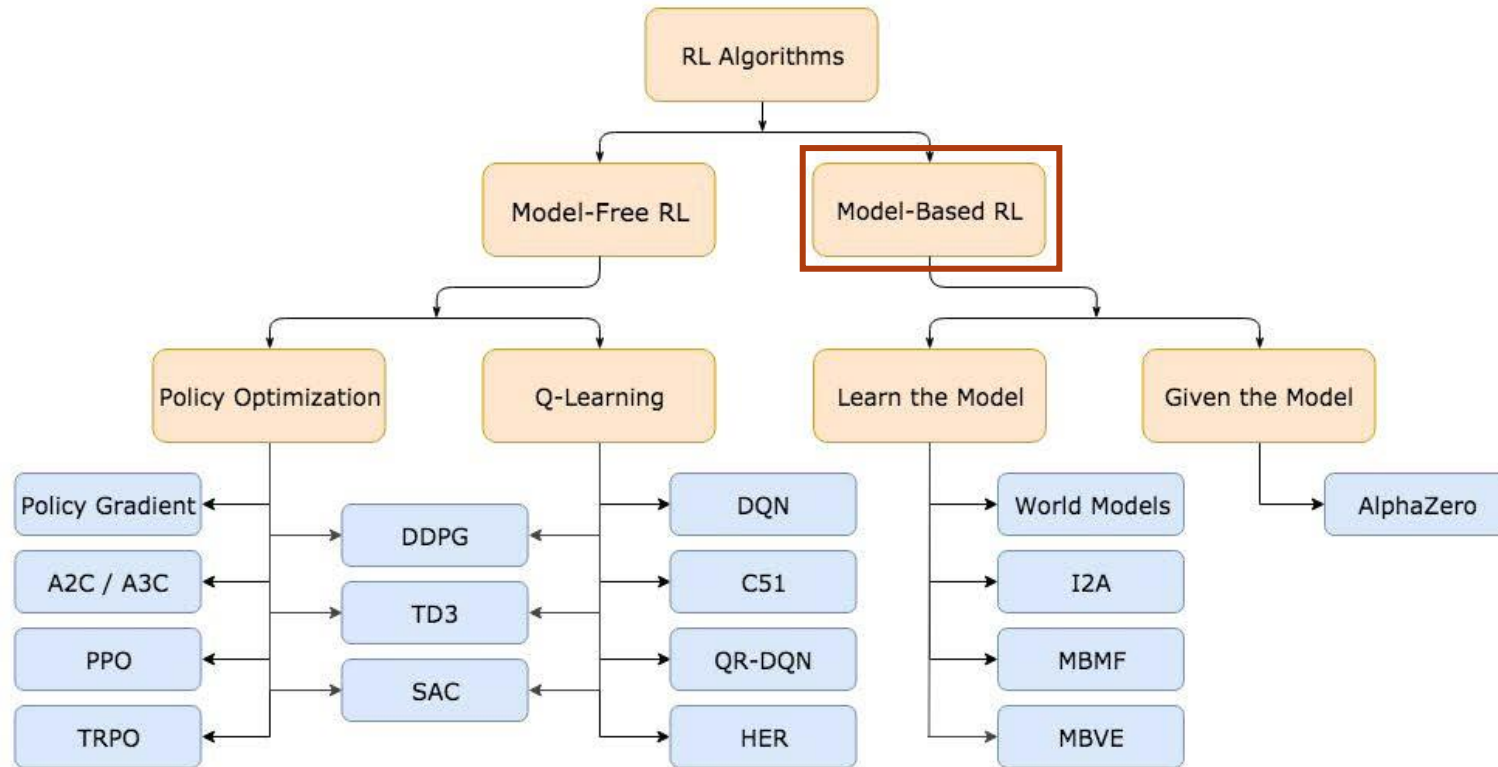 RL Algorithms
Model-Free RL
Model-Based RL
Policy Optimization
Q-Learning
Learn the Model
Given the Model
Policy Gradient
DDPG
DQN
World Models
AlphaZero
A2C / A3C
TD3
C51
I2A
PPO
SAC
QR-DQN
MBMF
TRPO
HER
MBVE